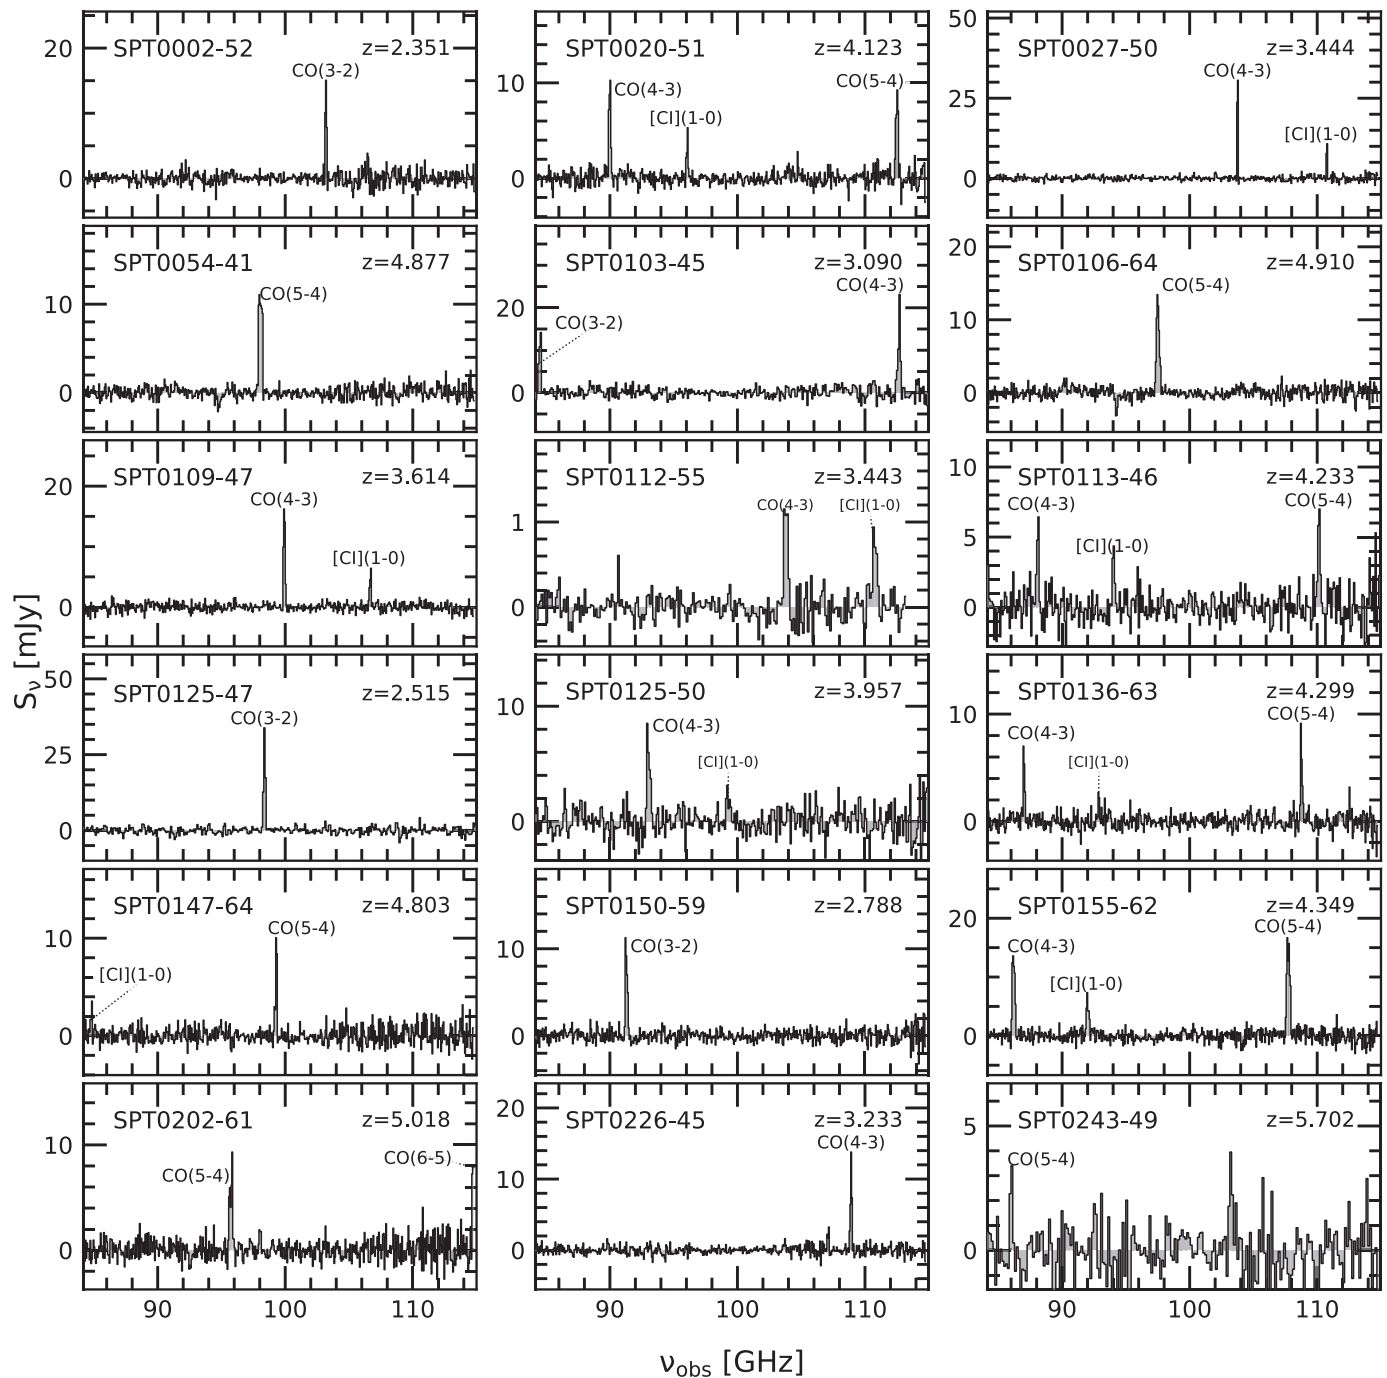 SPT0002-52 z=2.351
CO(3-2)
20
0
SPT0020-51 z=4.123
CO(4-3)
[CI](1-0)
CO(5-4)
10
0
SPT0027-50 z=3.444
CO(4-3)
[CI](1-0)
50
25
0
SPT0054-41 z=4.877
CO(5-4)
10
0
SPT0103-45 z=3.090
CO(4-3)
CO(3-2)
20
0
SPT0106-64 z=4.910
CO(5-4)
20
10
0
SPT0109-47 z=3.614
CO(4-3)
[CI](1-0)
20
0
SPT0112-55 z=3.443
CO(4-3)
[CI](1-0)
1
0
SPT0113-46 z=4.233
CO(4-3)
[CI](1-0)
CO(5-4)
10
5
0
Sν [mJy]
SPT0125-47 z=2.515
CO(3-2)
50
25
0
SPT0125-50 z=3.957
CO(4-3)
[CI](1-0)
10
0
SPT0136-63 z=4.299
CO(4-3)
[CI](1-0)
CO(5-4)
10
0
SPT0147-64 z=4.803
CO(5-4)
[CI](1-0)
10
0
SPT0150-59 z=2.788
CO(3-2)
10
0
SPT0155-62 z=4.349
CO(4-3)
[CI](1-0)
CO(5-4)
20
0
SPT0202-61 z=5.018
CO(5-4)
CO(6-5)
10
0
SPT0226-45 z=3.233
CO(4-3)
20
10
0
SPT0243-49 z=5.702
CO(5-4)
5
0
90 100 110
90 100 110
90 100 110
νobs [GHz]